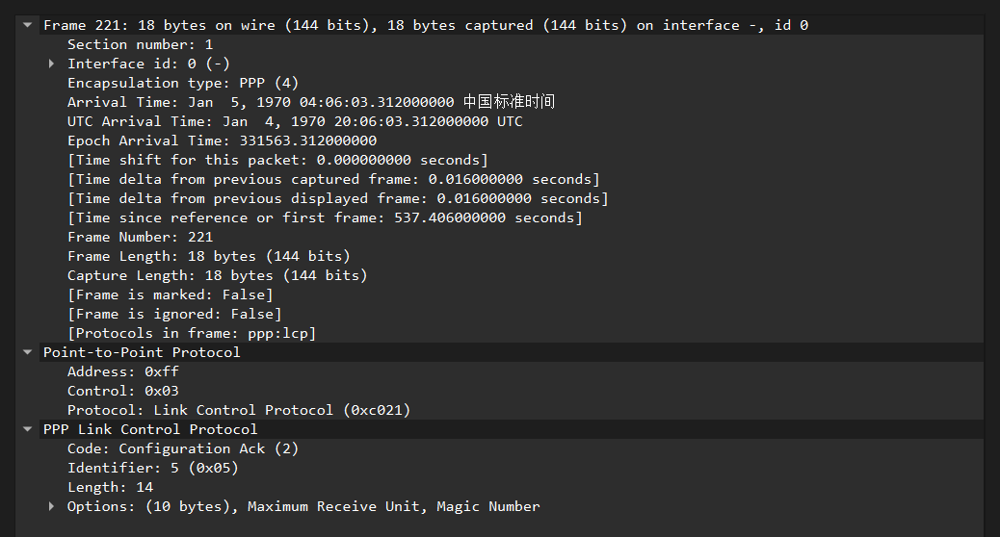 Frame 221: 18 bytes on wire (144 bits), 18 bytes captured (144 bits) on interface -, id 0
Section number: 1
Interface id: 0 (-)
Encapsulation type: PPP (4)
Arrival Time: Jan  5, 1970 04:06:03.312000000 中国标准时间
UTC Arrival Time: Jan  4, 1970 20:06:03.312000000 UTC
Epoch Arrival Time: 331563.312000000
[Time shift for this packet: 0.000000000 seconds]
[Time delta from previous captured frame: 0.016000000 seconds]
[Time delta from previous displayed frame: 0.016000000 seconds]
[Time since reference or first frame: 537.406000000 seconds]
Frame Number: 221
Frame Length: 18 bytes (144 bits)
Capture Length: 18 bytes (144 bits)
[Frame is marked: False]
[Frame is ignored: False]
[Protocols in frame: ppp:lcp]
Point-to-Point Protocol
Address: 0xff
Control: 0x03
Protocol: Link Control Protocol (0xc021)
PPP Link Control Protocol
Code: Configuration Ack (2)
Identifier: 5 (0x05)
Length: 14
Options: (10 bytes), Maximum Receive Unit, Magic Number